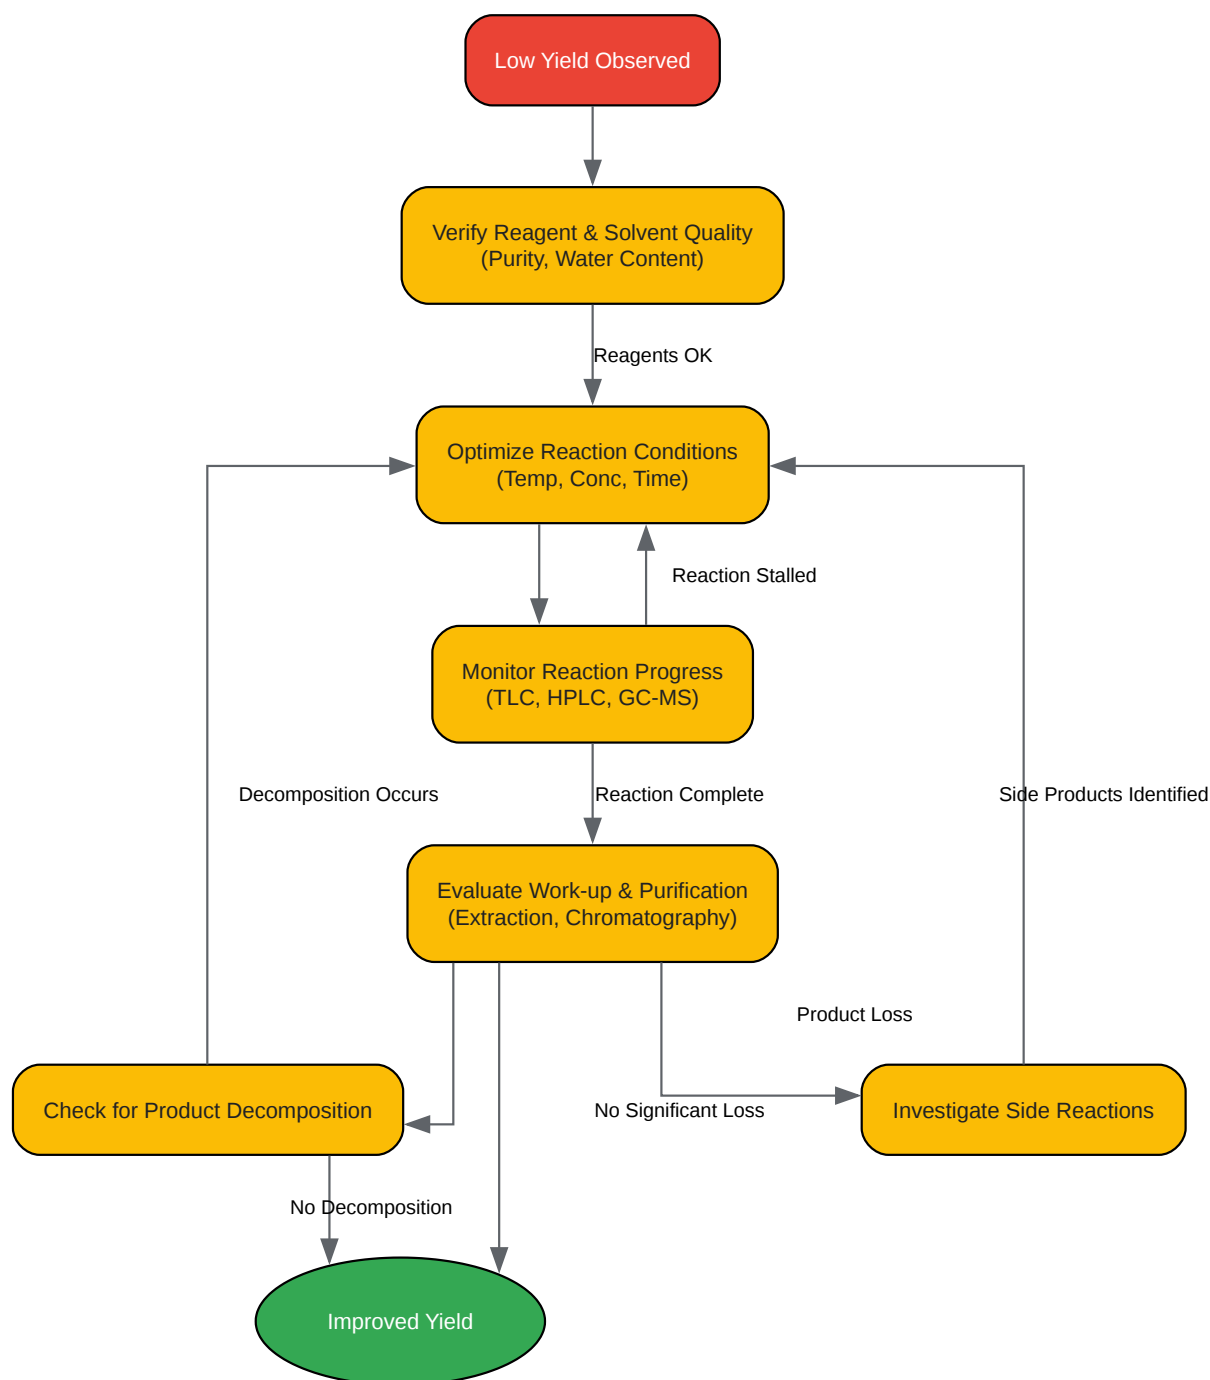 Low Yield Observed
Verify Reagent & Solvent Quality
(Purity, Water Content)
Reagents OK
Optimize Reaction Conditions
(Temp, Conc, Time)
Reaction Stalled
Monitor Reaction Progress
(TLC, HPLC, GC-MS)
Decomposition Occurs
Reaction Complete
Side Products Identified
Evaluate Work-up & Purification
(Extraction, Chromatography)
Product Loss
Check for Product Decomposition
No Significant Loss
Investigate Side Reactions
No Decomposition
Improved Yield